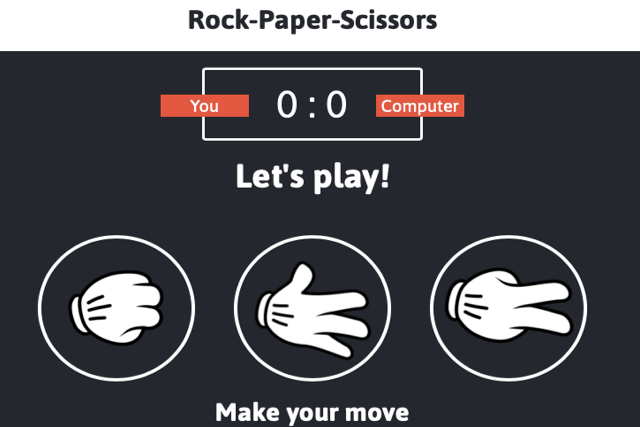 Rock-Paper-Scissors
You 0 : 0 Computer
Let's play!
Make your move